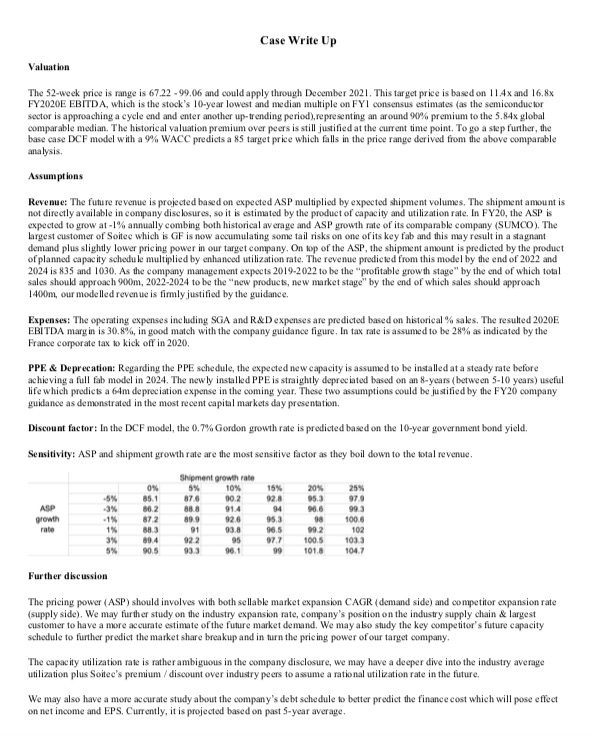 Case Write Up
Valuation
The 52-week price is range is 67.22 - 99.06 and could apply through December 2021. This target price is based on 11.4x and 16.8x
FY2020E EBITDA, which is the stock's 10-year lowest and median multiple on FY1 consensus estimates (as the semiconductor
sector is approaching a cycle end and enter another up-trending period),representing an around 90% premium to the 5.84x global
comparable median. The historical valuation premium over peers is still justified at the current time point. To go a step further, the
base case DCF model with a 9% WACC predicts a 85 target price which falls in the price range derived from the above comparable
analysis.
Assumptions
Revenue: The future revenue is projected based on expected ASP multiplied by expected shipment volumes. The shipment amount is
not directly available in company disclosures, so it is estimated by the product of capacity and utilization rate. In FY20, the ASP is
expected to grow at -1% annually combing both historical average and ASP growth rate of its comparable company (SUMCO). The
largest customer of Soitec which is GF is now accumulating some tail risks on one of its key fab and this may result in a stagnant
demand plus slightly lower pricing power in our target company. On top of the ASP, the shipment amount is predicted by the product
of planned capacity schedule multiplied by enhanced utilization rate. The revenue predicted from this model by the end of 2022 and
2024 is 835 and 1030. As the company management expects 2019-2022 to be the "profitable growth stage" by the end of which total
sales should approach 900m, 2022-2024 to be the "new products, new market stage" by the end of which sales should approach
1400m, our modelled revenue is firmly justified by the guidance.
Expenses: The operating expenses including SGA and R&D expenses are predicted based on historical % sales. The resulted 2020E
EBITDA margin is 30.8%, in good match with the company guidance figure. In tax rate is assumed to be 28% as indicated by the
France corporate tax to kick off in 2020.
PPE & Deprecation: Regarding the PPE schedule, the expected new capacity is assumed to be installed at a steady rate before
achieving a full fab model in 2024. The newly installed PPE is straightly depreciated based on an 8-years (between 5-10 years) useful
life which predicts a 64m depreciation expense in the coming year. These two assumptions could be justified by the FY20 company
guidance as demonstrated in the most recent capital markets day presentation.
Discount factor: In the DCF model, the 0.7% Gordon growth rate is predicted based on the 10-year government bond yield.
Sensitivity: ASP and shipment growth rate are the most sensitive factor as they boil down to the total revenue.
Shipment growth rate
0% 5% 10% 15% 20% 25%
-5% 85.1 87.6 90.2 92.8 95.3 97.9
ASP -3% 86.2 88.8 91.4 94 96.6 99.3
growth -1% 87.2 89.9 92.6 95.3 98 100.6
rate 1% 88.3 91 93.8 96.5 99.2 102
3% 89.4 92.2 95 97.7 100.5 103.3
5% 90.5 93.3 96.1 99 101.8 104.7
Further discussion
The pricing power (ASP) should involves with both sellable market expansion CAGR (demand side) and competitor expansion rate
(supply side). We may further study on the industry expansion rate, company's position on the industry supply chain & largest
customer to have a more accurate estimate of the future market demand. We may also study the key competitor's future capacity
schedule to further predict the market share breakup and in turn the pricing power of our target company.
The capacity utilization rate is rather ambiguous in the company disclosure, we may have a deeper dive into the industry average
utilization plus Soitec's premium / discount over industry peers to assume a rational utilization rate in the future.
We may also have a more accurate study about the company's debt schedule to better predict the finance cost which will pose effect
on net income and EPS. Currently, it is projected based on past 5-year average.